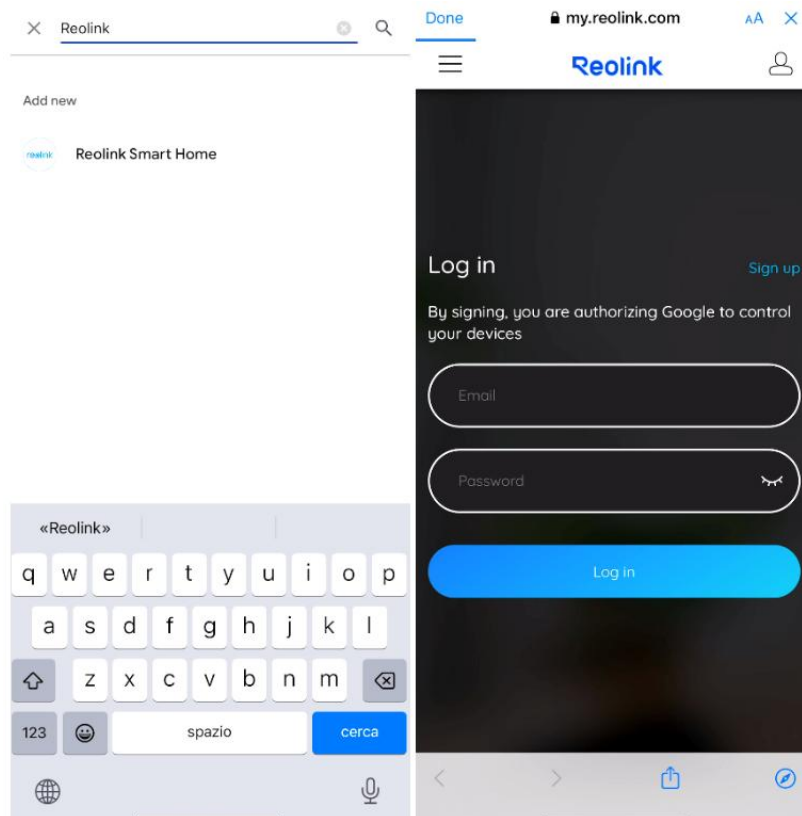 Reolink
Add new
reolink
Reolink Smart Home
«Reolink»
q w e r t y u i o p
a s d f g h j k l
z x c v b n m
123 spazio cerca
Done my.reolink.com AA
Reolink
Log in Sign up
By signing, you are authorizing Google to control
your devices
Email
Password
Log in